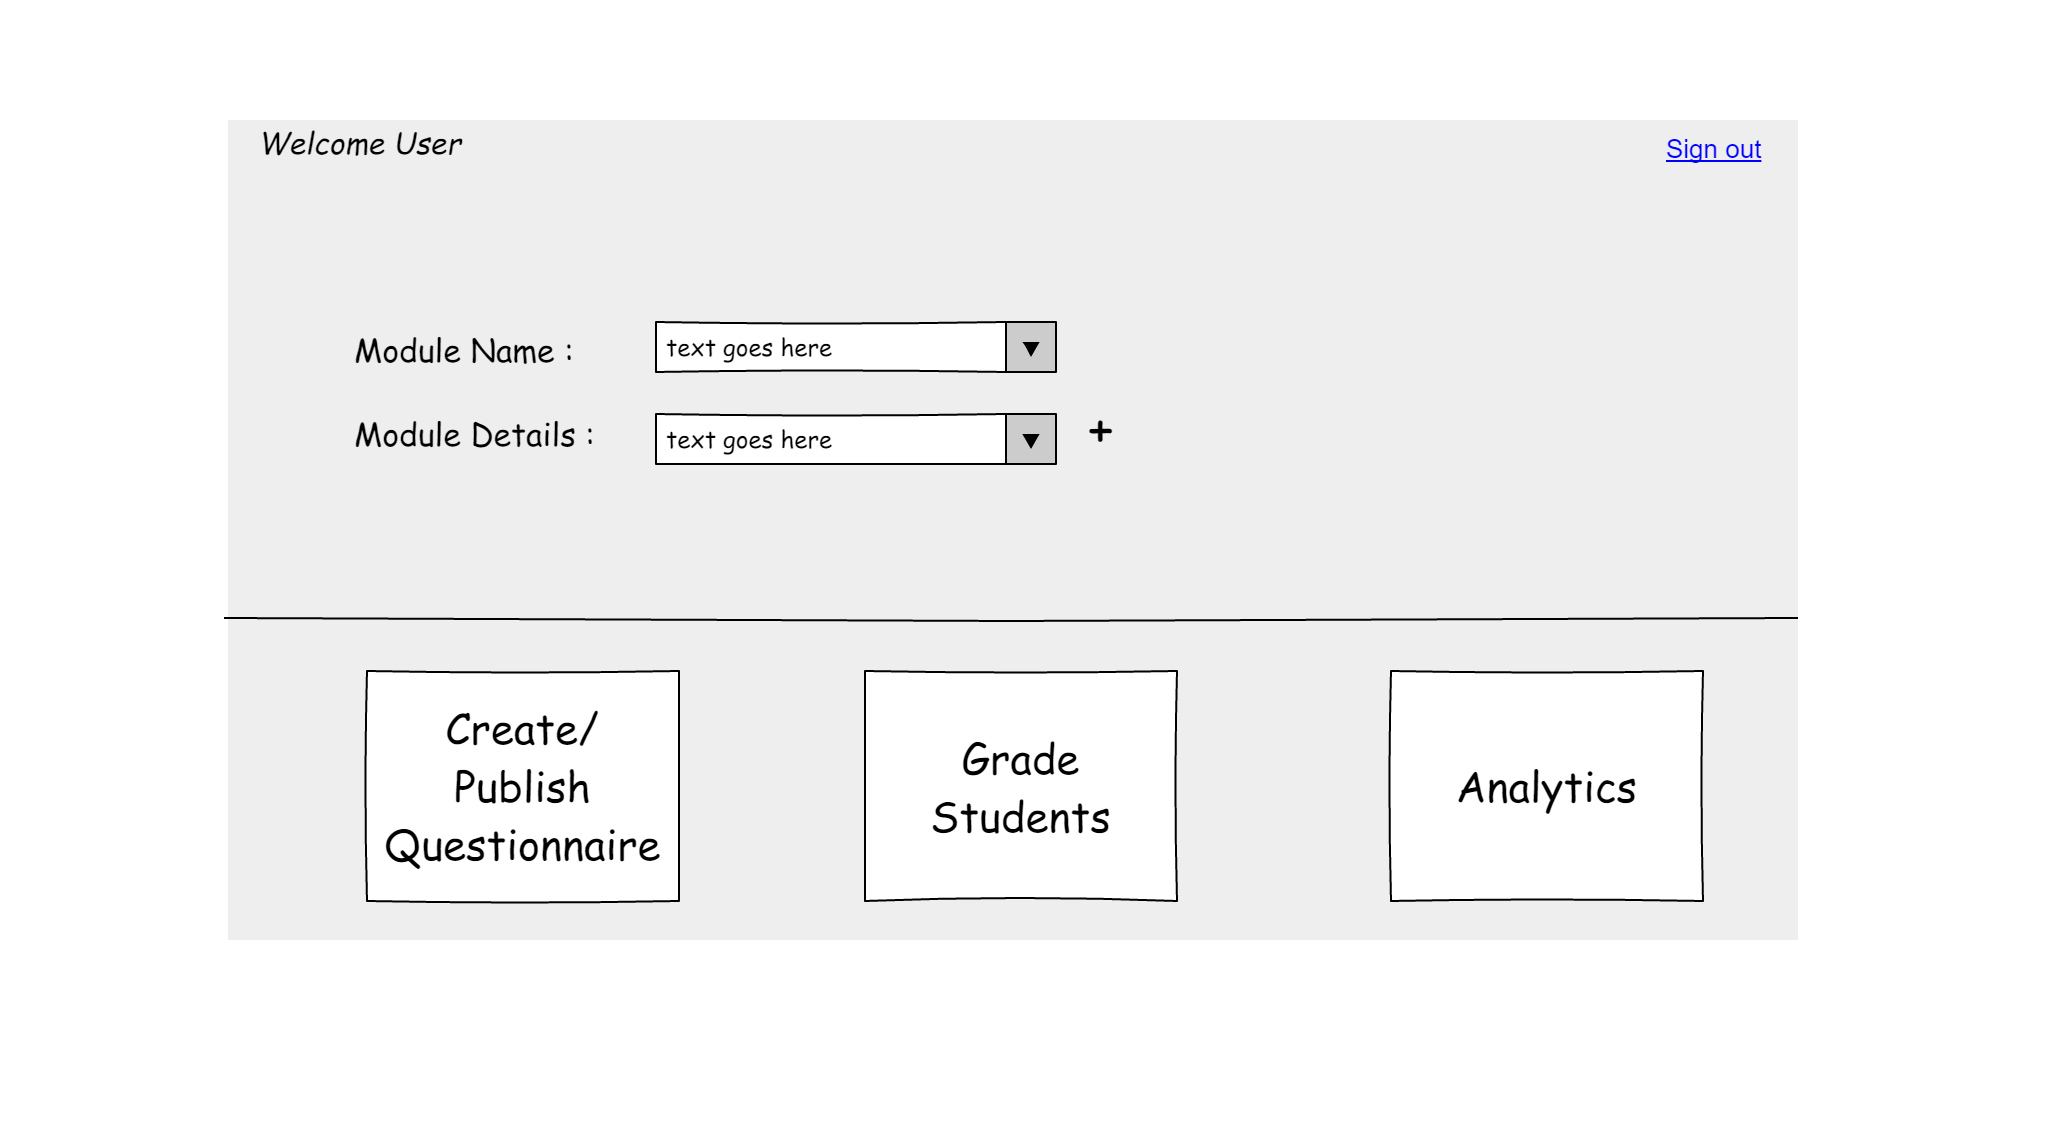 Welcome User
Sign out
Module Name :
text goes here
Module Details :
text goes here
+
Create/
Publish
Questionnaire
Grade
Students
Analytics